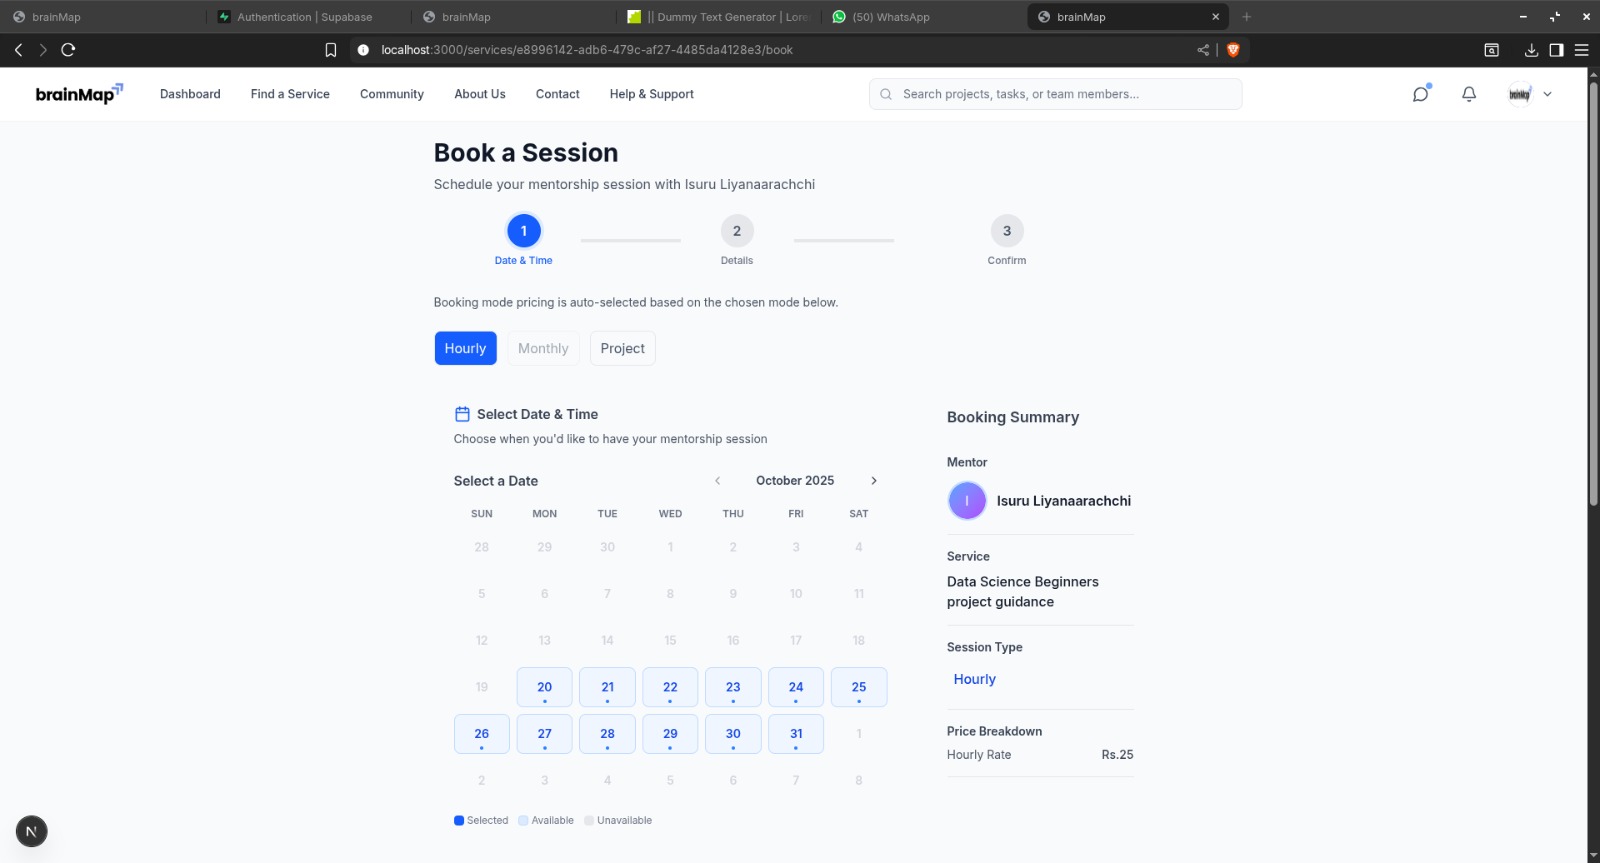 brainMap
Authentication | Supabase
brainMap
|| Dummy Text Generator | Lore
(50) WhatsApp
brainMap
localhost:3000/services/e8996142-adb6-479c-af27-4485da4128e3/book
brainMap
Dashboard
Find a Service
Community
About Us
Contact
Help & Support
Search projects, tasks, or team members...
brainMap
Book a Session
Schedule your mentorship session with Isuru Liyanaarachchi
1
2
3
Date & Time
Details
Confirm
Booking mode pricing is auto-selected based on the chosen mode below.
Hourly
Monthly
Project
Select Date & Time
Choose when you'd like to have your mentorship session
Select a Date
October 2025
SUN MON TUE WED THU FRI SAT
28 29 30 1 2 3 4
5 6 7 8 9 10 11
12 13 14 15 16 17 18
19 20 21 22 23 24 25
26 27 28 29 30 31 1
2 3 4 5 6 7 8
Selected Available Unavailable
Booking Summary
Mentor
I
Isuru Liyanaarachchi
Service
Data Science Beginners
project guidance
Session Type
Hourly
Price Breakdown
Hourly Rate Rs.25
N